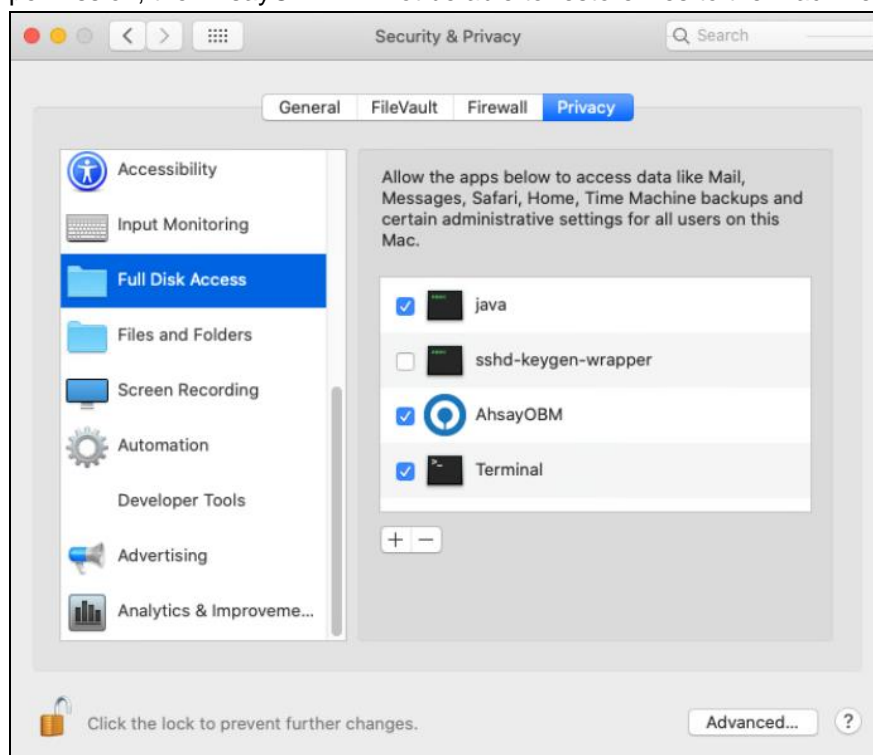 Security & Privacy
Search
General
FileVault
Firewall
Privacy
Accessibility
Input Monitoring
Full Disk Access
Files and Folders
Screen Recording
Automation
Developer Tools
Advertising
Analytics & Improveme...
Allow the apps below to access data like Mail,
Messages, Safari, Home, Time Machine backups and
certain administrative settings for all users on this
Mac.
java
sshd-keygen-wrapper
AhsayOBM
Terminal
+ −
Click the lock to prevent further changes.
Advanced...
?